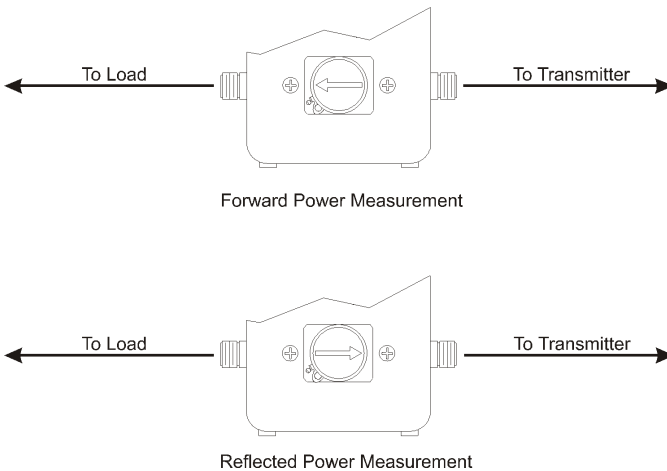 To Load
To Transmitter
Forward Power Measurement
To Load
To Transmitter
Reflected Power Measurement